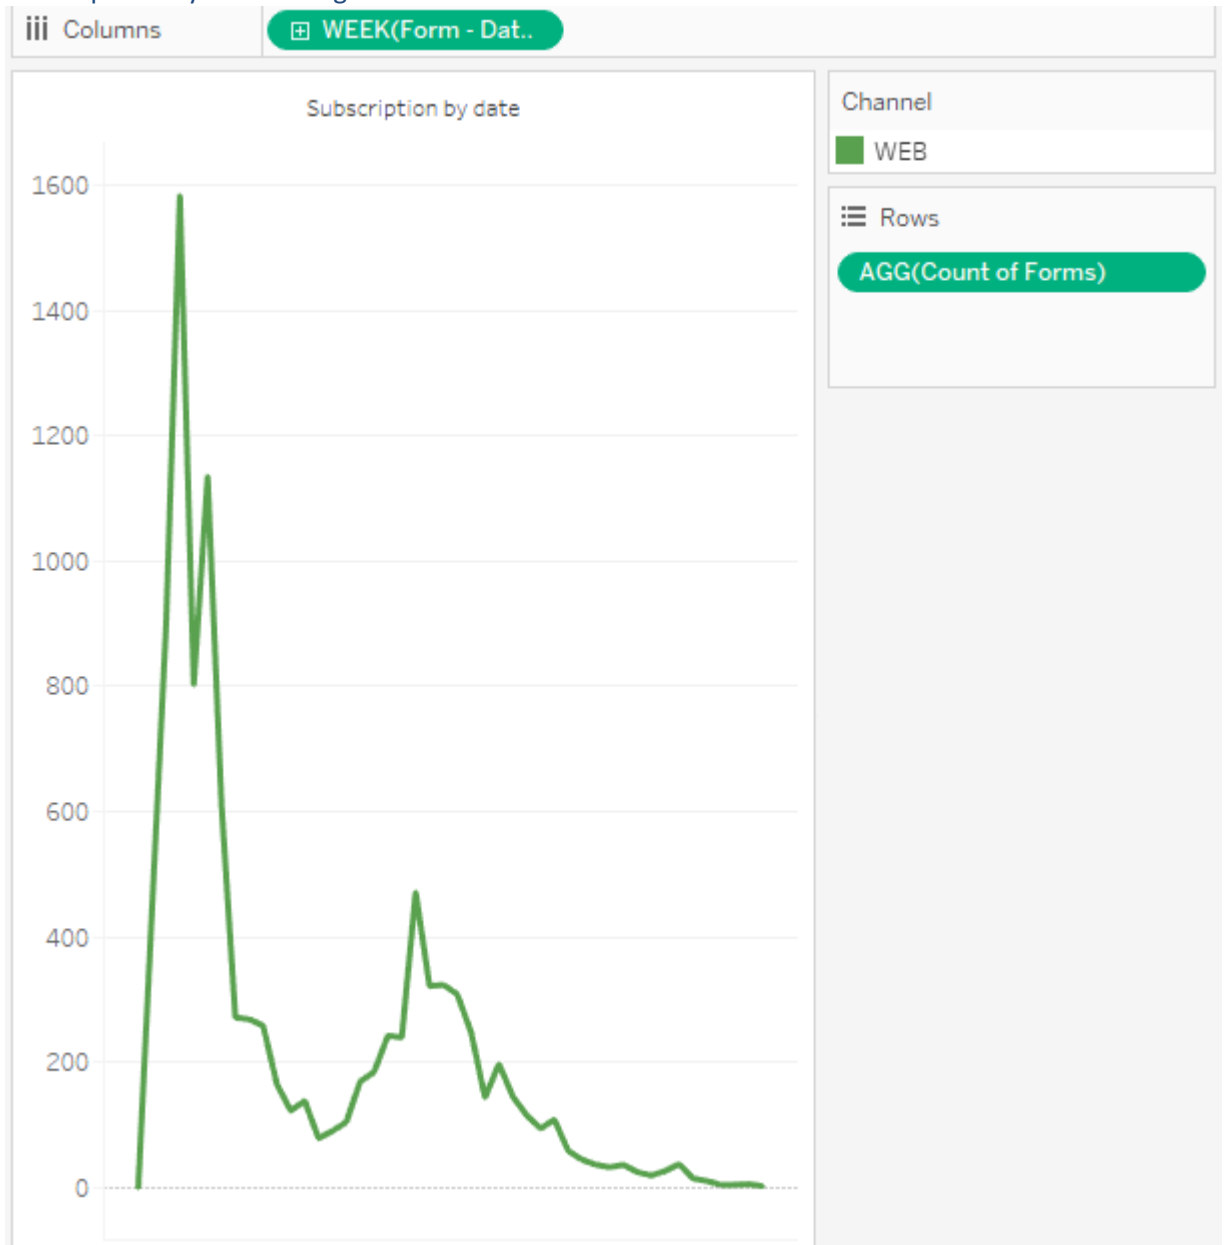 Columns
WEEK(Form - Dat..
Subscription by date
Channel
WEB
Rows
AGG(Count of Forms)
1600
1400
1200
1000
800
600
400
200
0